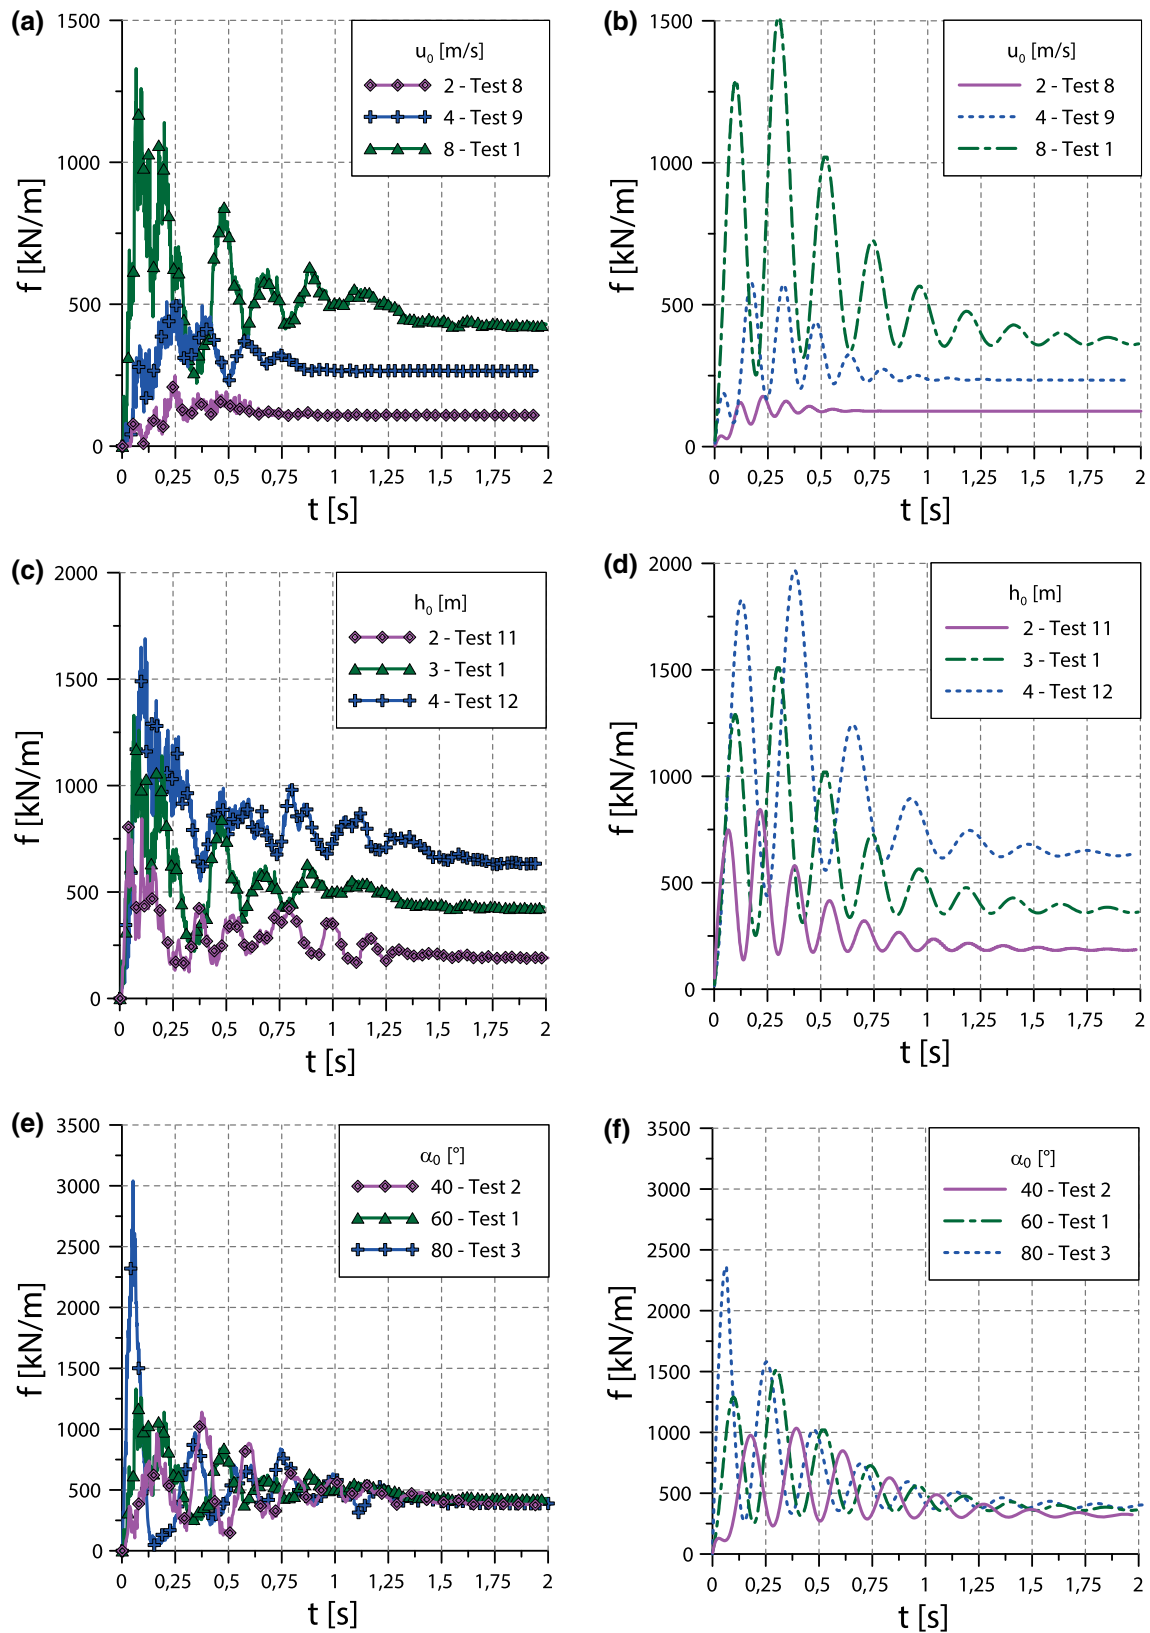 (a)
1500
1000
500
0
f [kN/m]
u0 [m/s]
2 - Test 8
4 - Test 9
8 - Test 1
0 0,25 0,5 0,75 1 1,25 1,5 1,75 2
t [s]
(b)
1500
1000
500
0
f [kN/m]
u0 [m/s]
2 - Test 8
4 - Test 9
8 - Test 1
0 0,25 0,5 0,75 1 1,25 1,5 1,75 2
t [s]
(c)
2000
1500
1000
500
0
f [kN/m]
h0 [m]
2 - Test 11
3 - Test 1
4 - Test 12
0 0,25 0,5 0,75 1 1,25 1,5 1,75 2
t [s]
(d)
2000
1500
1000
500
0
f [kN/m]
h0 [m]
2 - Test 11
3 - Test 1
4 - Test 12
0 0,25 0,5 0,75 1 1,25 1,5 1,75 2
t [s]
(e)
3500
3000
2500
2000
1500
1000
500
0
f [kN/m]
α0 [°]
40 - Test 2
60 - Test 1
80 - Test 3
0 0,25 0,5 0,75 1 1,25 1,5 1,75 2
t [s]
(f)
3500
3000
2500
2000
1500
1000
500
0
f [kN/m]
α0 [°]
40 - Test 2
60 - Test 1
80 - Test 3
0 0,25 0,5 0,75 1 1,25 1,5 1,75 2
t [s]